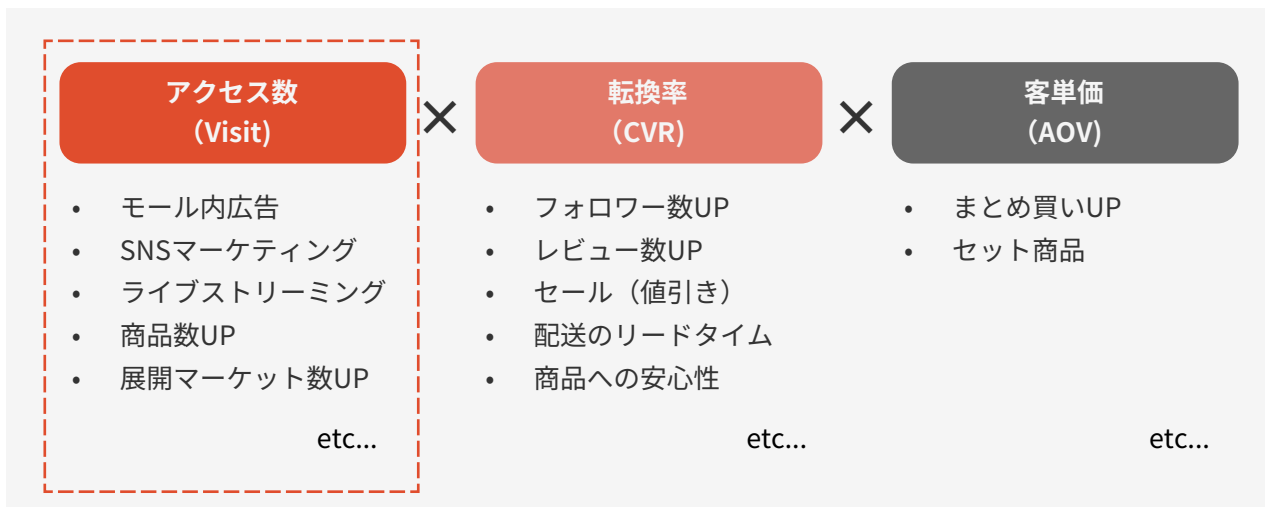 アクセス数
（Visit)
×
転換率
（CVR)
×
客単価
（AOV)
• モール内広告
• SNSマーケティング
• ライブストリーミング
• 商品数UP
• 展開マーケット数UP
etc...
• フォロワー数UP
• レビュー数UP
• セール（値引き）
• 配送のリードタイム
• 商品への安心性
etc...
• まとめ買いUP
• セット商品
etc...